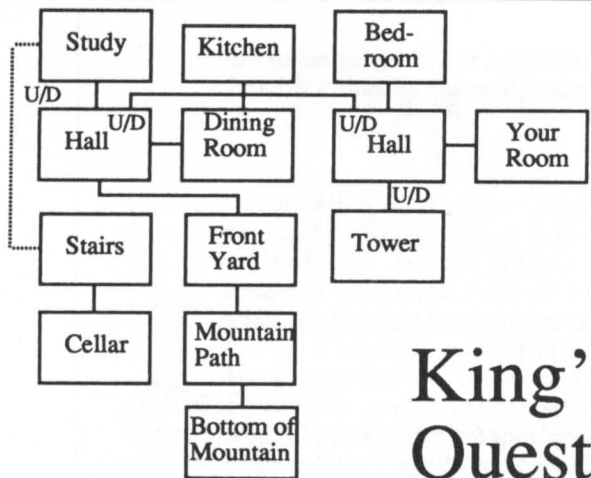 Study
Kitchen
Bed-
room
U/D
U/D
U/D
Hall
Dining
Room
Hall
Your
Room
U/D
Stairs
Front
Yard
Tower
Cellar
Mountain
Path
Bottom of
Mountain
King'
Quest